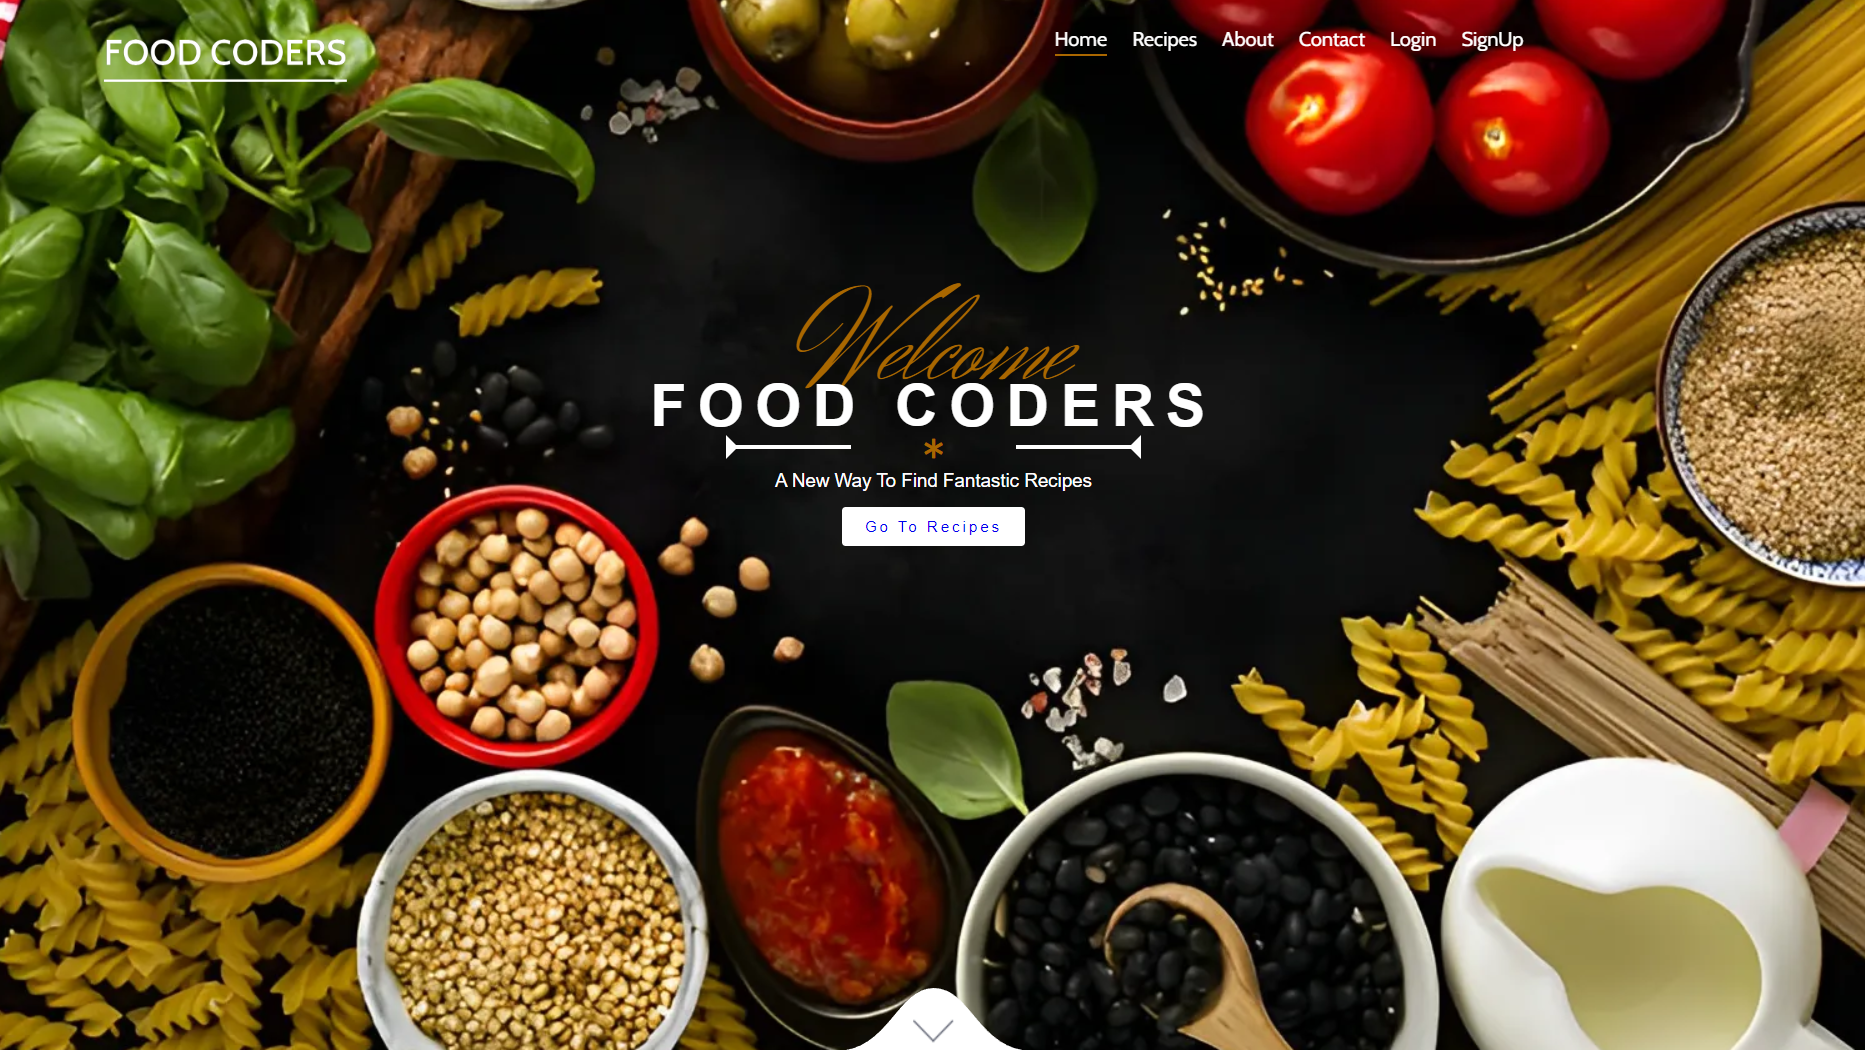 FOOD CODERS
Home Recipes About Contact Login SignUp
Welcome
FOOD CODERS
*
A New Way To Find Fantastic Recipes
Go To Recipes